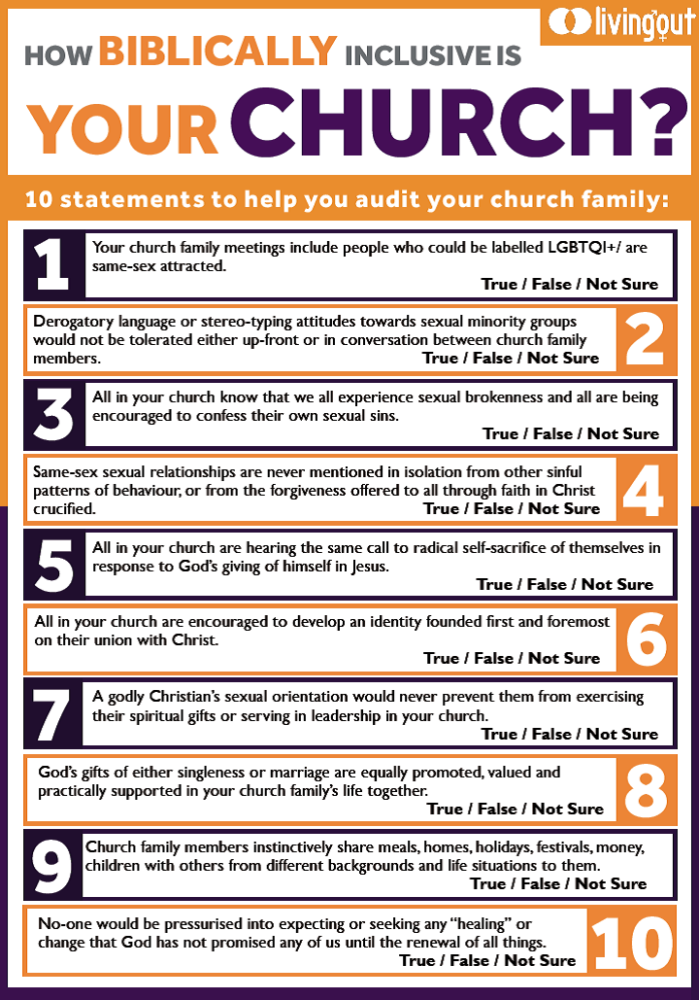 livingout
HOW BIBLICALLY INCLUSIVE IS
YOUR CHURCH?
10 statements to help you audit your church family:
1
Your church family meetings include people who could be labelled LGBTQI+/ are
same-sex attracted.
True / False / Not Sure
Derogatory language or stereo-typing attitudes towards sexual minority groups
would not be tolerated either up-front or in conversation between church family
members. True / False / Not Sure
2
3
All in your church know that we all experience sexual brokenness and all are being
encouraged to confess their own sexual sins.
True / False / Not Sure
Same-sex sexual relationships are never mentioned in isolation from other sinful
patterns of behaviour, or from the forgiveness offered to all through faith in Christ
crucified. True / False / Not Sure
4
5
All in your church are hearing the same call to radical self-sacrifice of themselves in
response to God's giving of himself in Jesus.
True / False / Not Sure
All in your church are encouraged to develop an identity founded first and foremost
on their union with Christ.
True / False / Not Sure
6
7
A godly Christian's sexual orientation would never prevent them from exercising
their spiritual gifts or serving in leadership in your church.
True / False / Not Sure
God's gifts of either singleness or marriage are equally promoted, valued and
practically supported in your church family's life together.
True / False / Not Sure
8
9
Church family members instinctively share meals, homes, holidays, festivals, money,
children with others from different backgrounds and life situations to them.
True / False / Not Sure
No-one would be pressurised into expecting or seeking any “healing” or
change that God has not promised any of us until the renewal of all things.
True / False / Not Sure
10